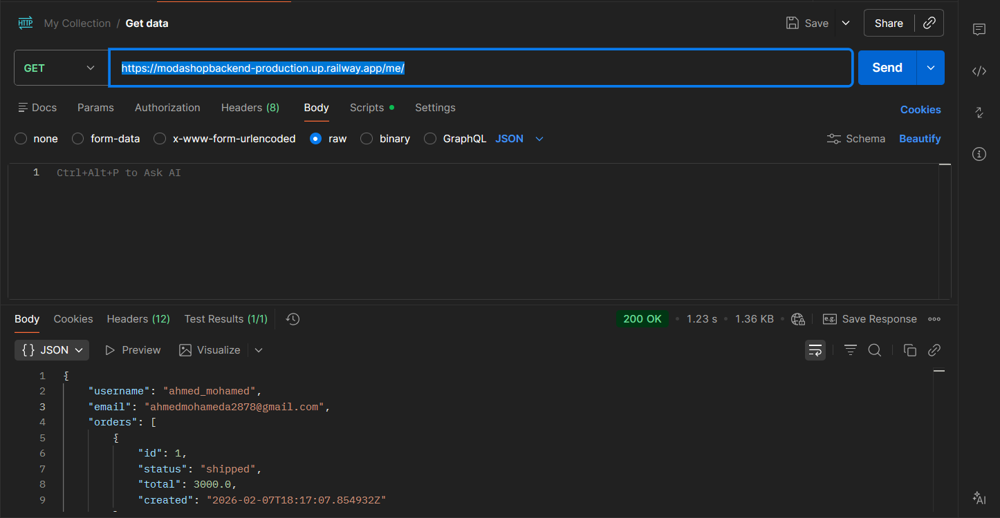 HTTP My Collection / Get data Save Share
GET https://modashopbackend-production.up.railway.app/me/ Send
Docs Params Authorization Headers (8) Body Scripts Settings Cookies
none form-data x-www-form-urlencoded raw binary GraphQL JSON Schema Beautify
1 Ctrl+Alt+P to Ask AI
Body Cookies Headers (12) Test Results (1/1) 200 OK • 1.23 s • 1.36 KB • e.g. Save Response
{} JSON Preview Visualize
1 {
2 "username": "ahmed_mohamed",
3 "email": "ahmedmohameda2878@gmail.com",
4 "orders": [
5 {
6 "id": 1,
7 "status": "shipped",
8 "total": 3000.0,
9 "created": "2026-02-07T18:17:07.854932Z"
AI